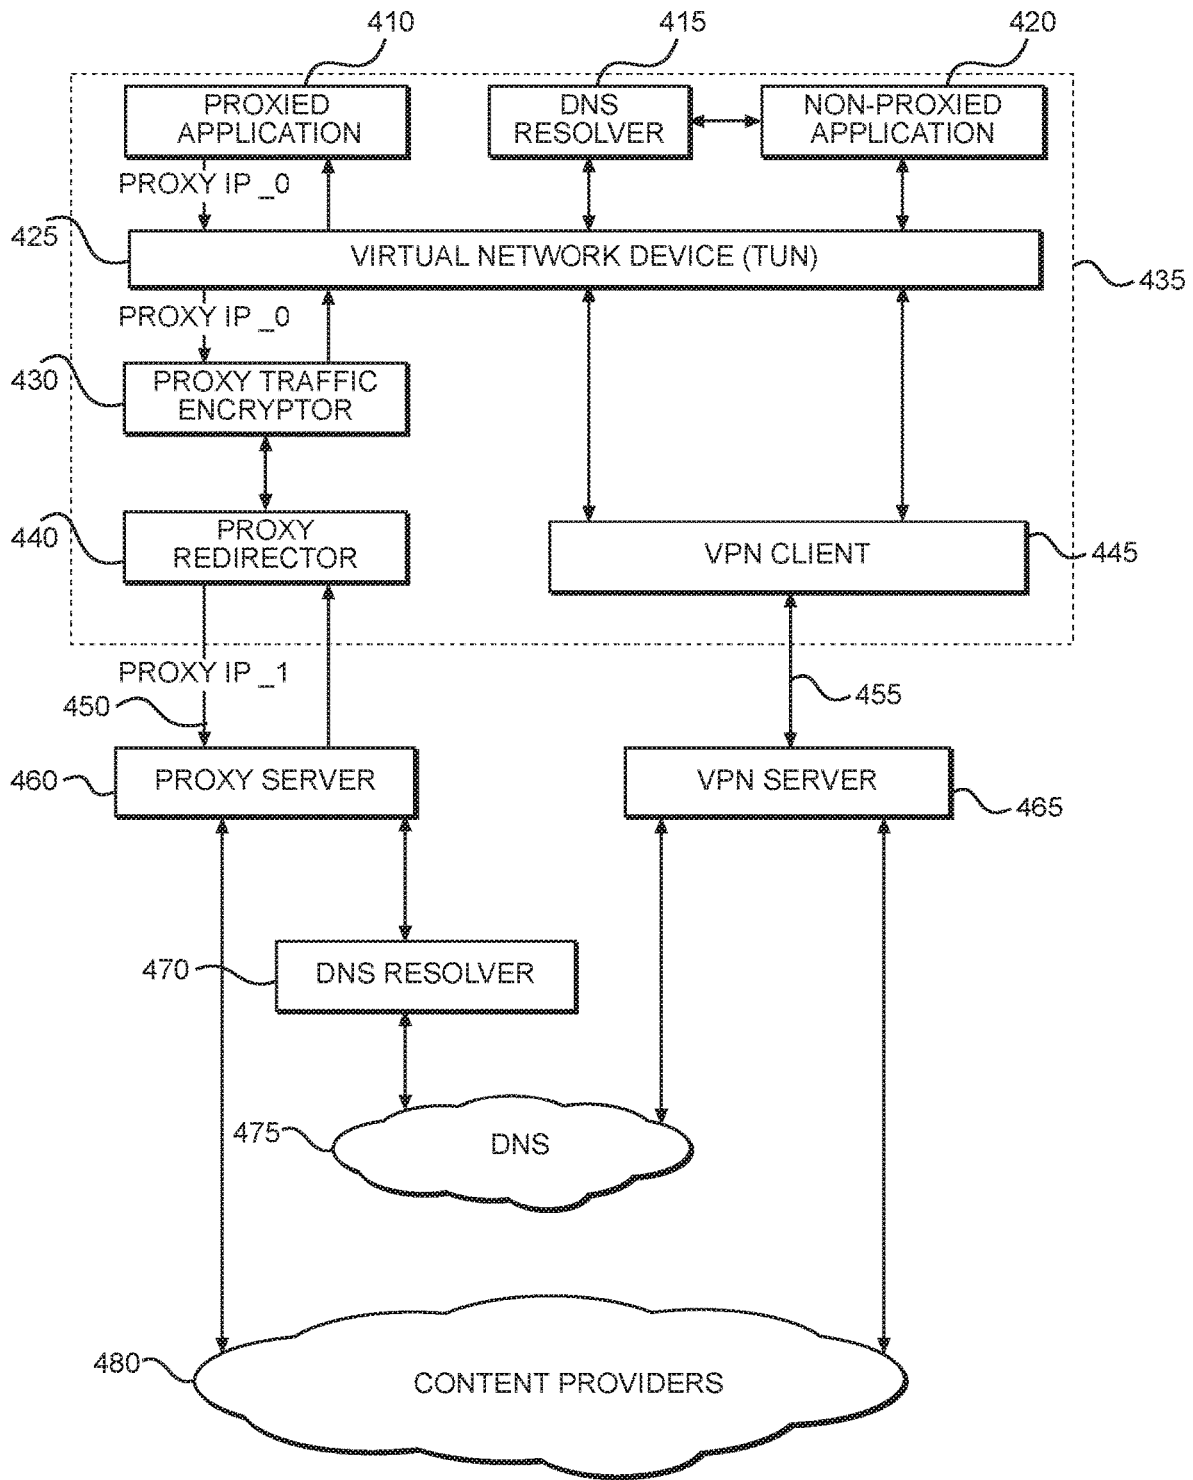 410
415
420
PROXIED
APPLICATION
DNS
RESOLVER
NON-PROXIED
APPLICATION
PROXY IP _0
425
VIRTUAL NETWORK DEVICE (TUN)
435
PROXY IP _0
430
PROXY TRAFFIC
ENCRYPTOR
440
PROXY
REDIRECTOR
VPN CLIENT
445
PROXY IP _1
450
455
460
PROXY SERVER
VPN SERVER
465
470
DNS RESOLVER
475
DNS
480
CONTENT PROVIDERS